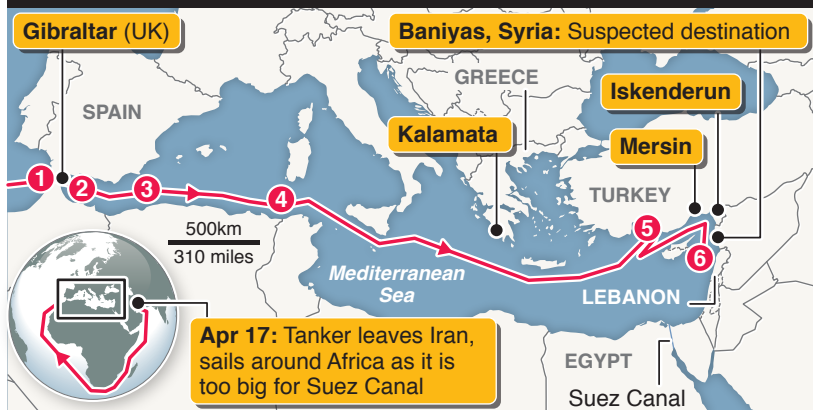 Gibraltar (UK)
Baniyas, Syria: Suspected destination
GREECE
Iskenderun
SPAIN
Kalamata
Mersin
1
2
3
4
TURKEY
5
500km
310 miles
6
Mediterranean
Sea
LEBANON
Apr 17: Tanker leaves Iran,
sails around Africa as it is
too big for Suez Canal
EGYPT
Suez Canal